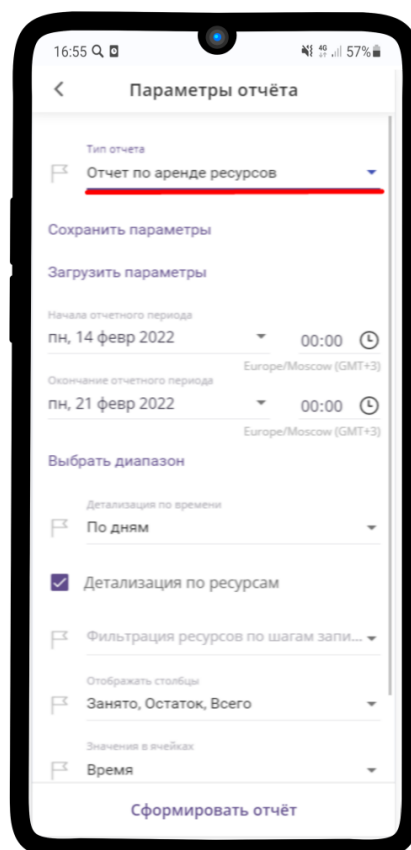 16:55
4G
57%
Параметры отчёта
Тип отчета
Отчет по аренде ресурсов
Сохранить параметры
Загрузить параметры
Начала отчетного периода
пн, 14 февр 2022
00:00
Europe/Moscow (GMT+3)
Окончание отчетного периода
пн, 21 февр 2022
00:00
Europe/Moscow (GMT+3)
Выбрать диапазон
Детализация по времени
По дням
Детализация по ресурсам
Фильтрация ресурсов по шагам запи...
Отображать столбцы
Занято, Остаток, Всего
Значения в ячейках
Время
Сформировать отчёт